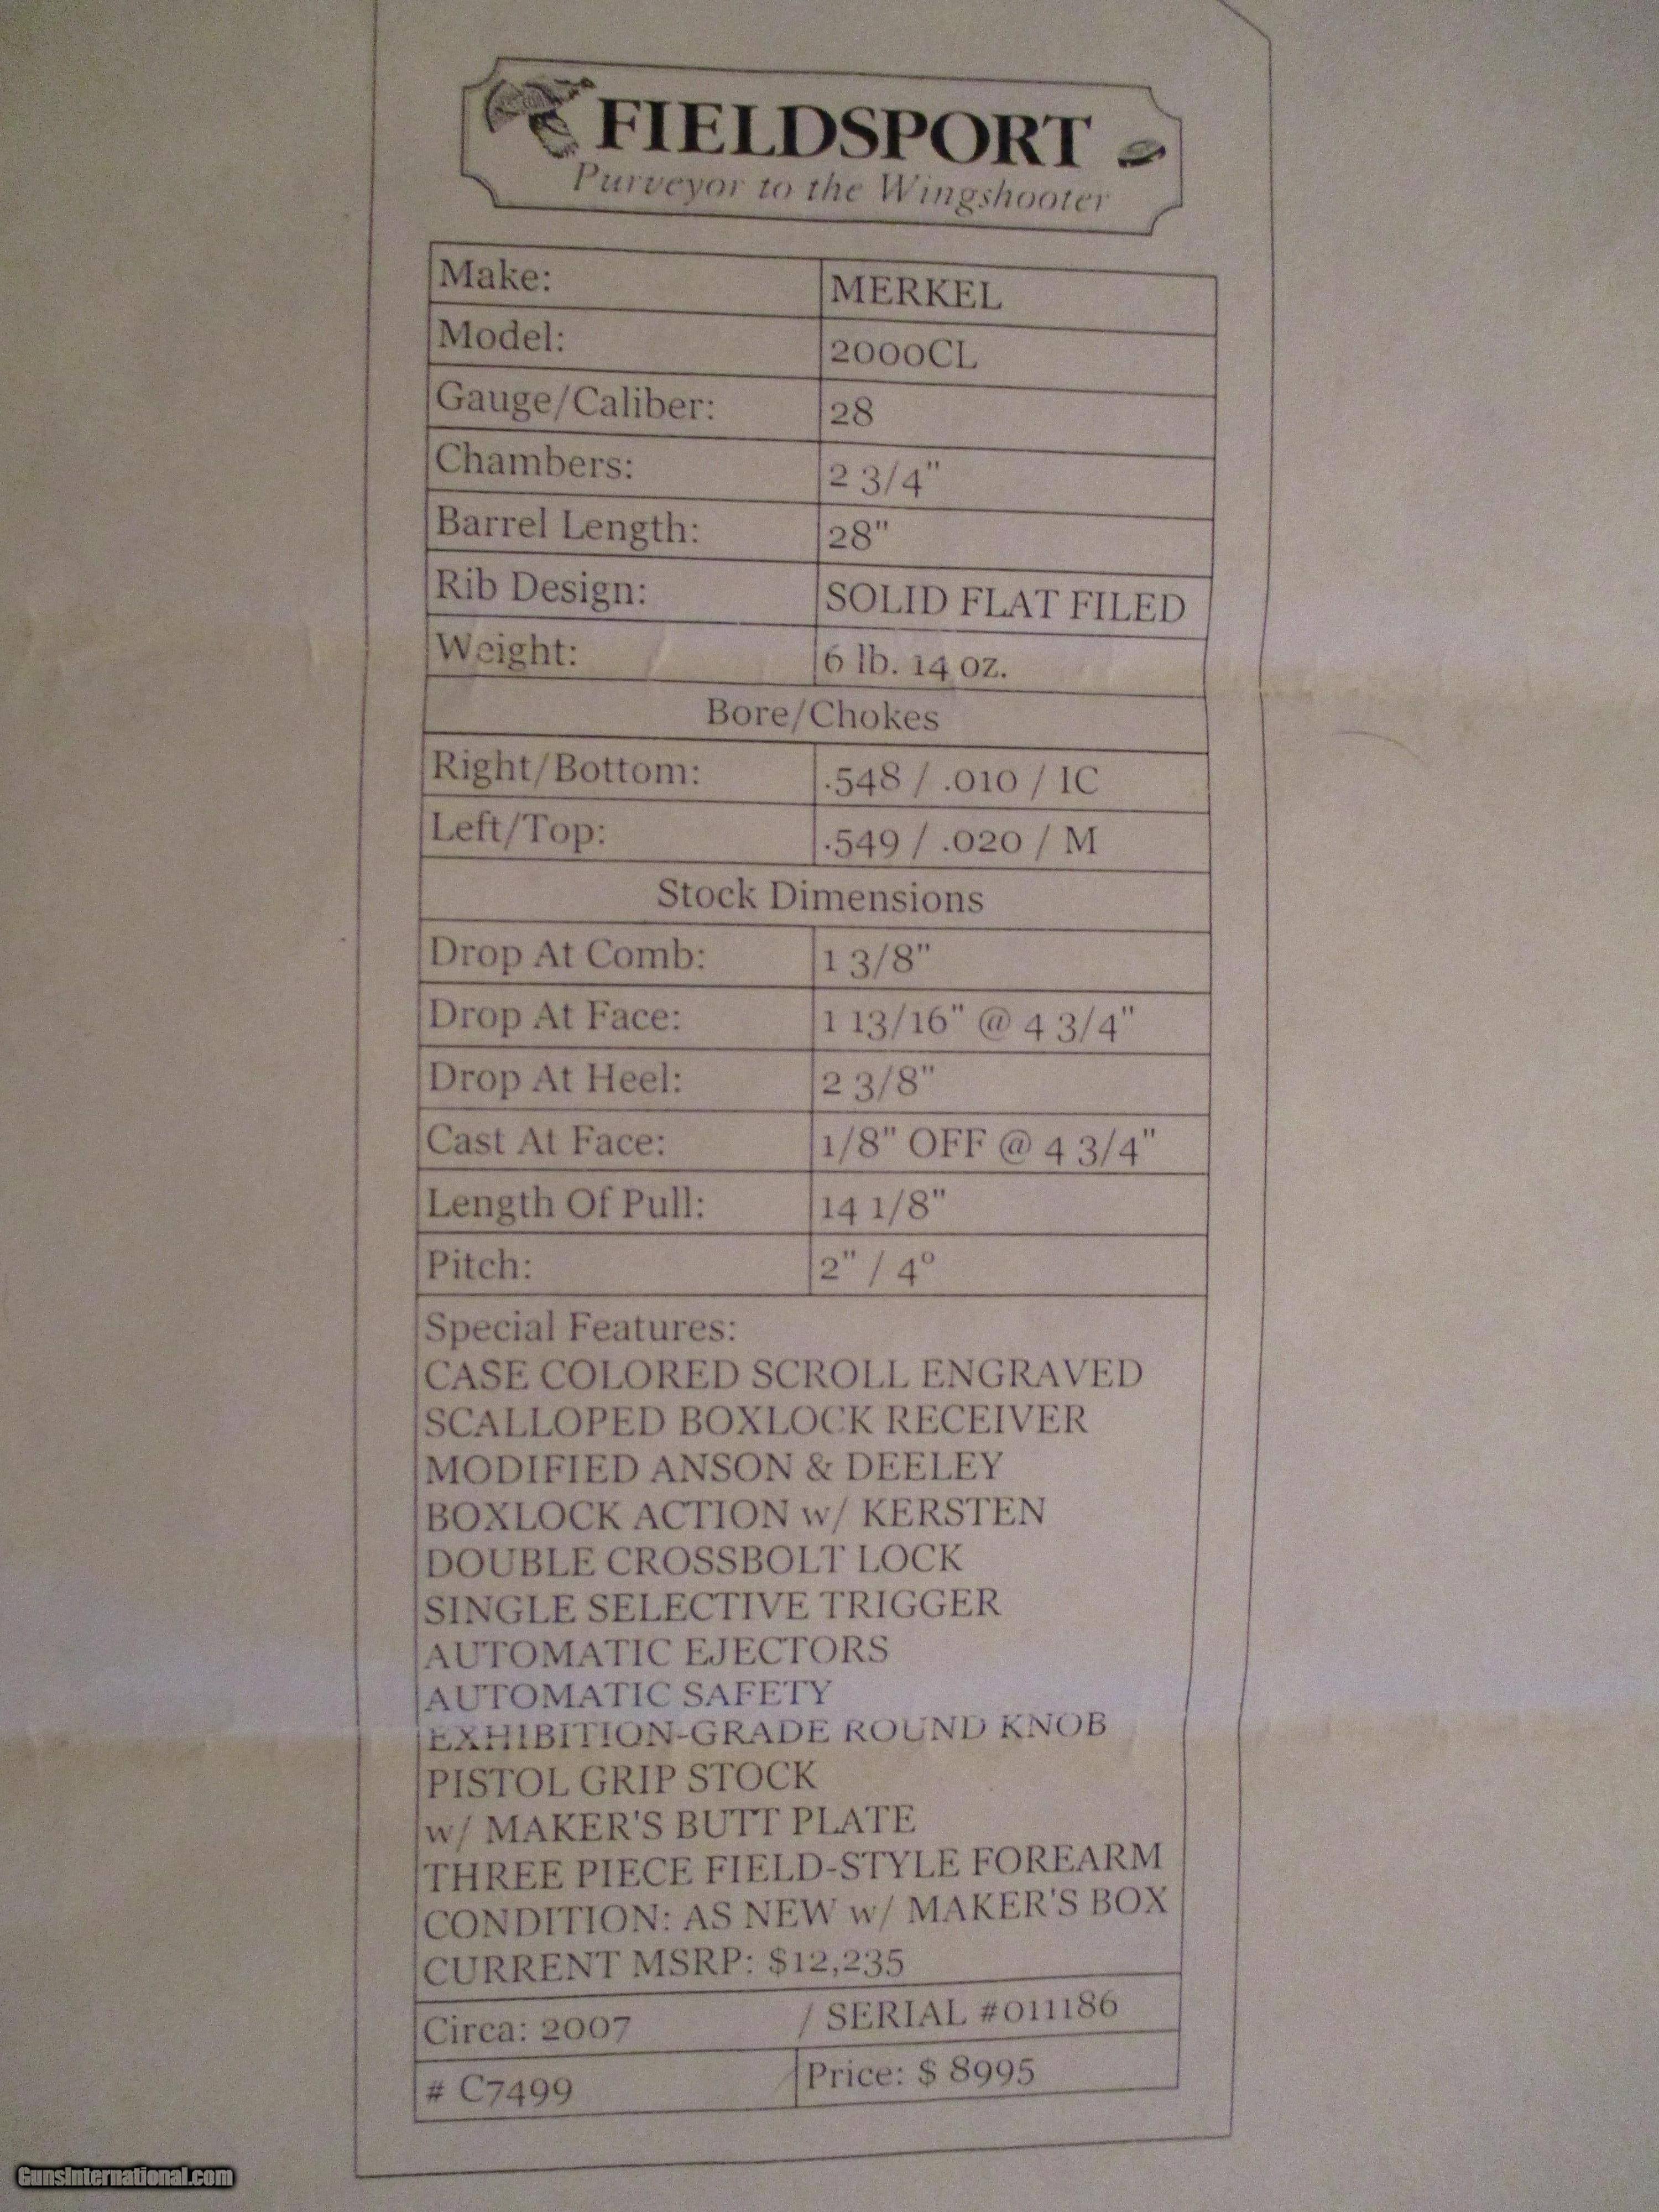 FIELDSPORT
Purveyor to the Wingshooter
Make: MERKEL
Model: 2000CL
Gauge/Caliber: 28
Chambers: 2 3/4"
Barrel Length: 28"
Rib Design: SOLID FLAT FILED
Weight: 6 lb. 14 oz.
Bore/Chokes
Right/Bottom: .548 / .010 / IC
Left/Top: .549 / .020 / M
Stock Dimensions
Drop At Comb: 1 3/8"
Drop At Face: 1 13/16" @ 4 3/4"
Drop At Heel: 2 3/8"
Cast At Face: 1/8" OFF @ 4 3/4"
Length Of Pull: 14 1/8"
Pitch: 2" / 4º
Special Features:
CASE COLORED SCROLL ENGRAVED
SCALLOPED BOXLOCK RECEIVER
MODIFIED ANSON & DEELEY
BOXLOCK ACTION w/ KERSTEN
DOUBLE CROSSBOLT LOCK
SINGLE SELECTIVE TRIGGER
AUTOMATIC EJECTORS
AUTOMATIC SAFETY
EXHIBITION-GRADE ROUND KNOB
PISTOL GRIP STOCK
w/ MAKER'S BUTT PLATE
THREE PIECE FIELD-STYLE FOREARM
CONDITION: AS NEW w/ MAKER'S BOX
CURRENT MSRP: $12,235
Circa: 2007 / SERIAL #011186
# C7499 Price: $ 8995
GunsInternational.com